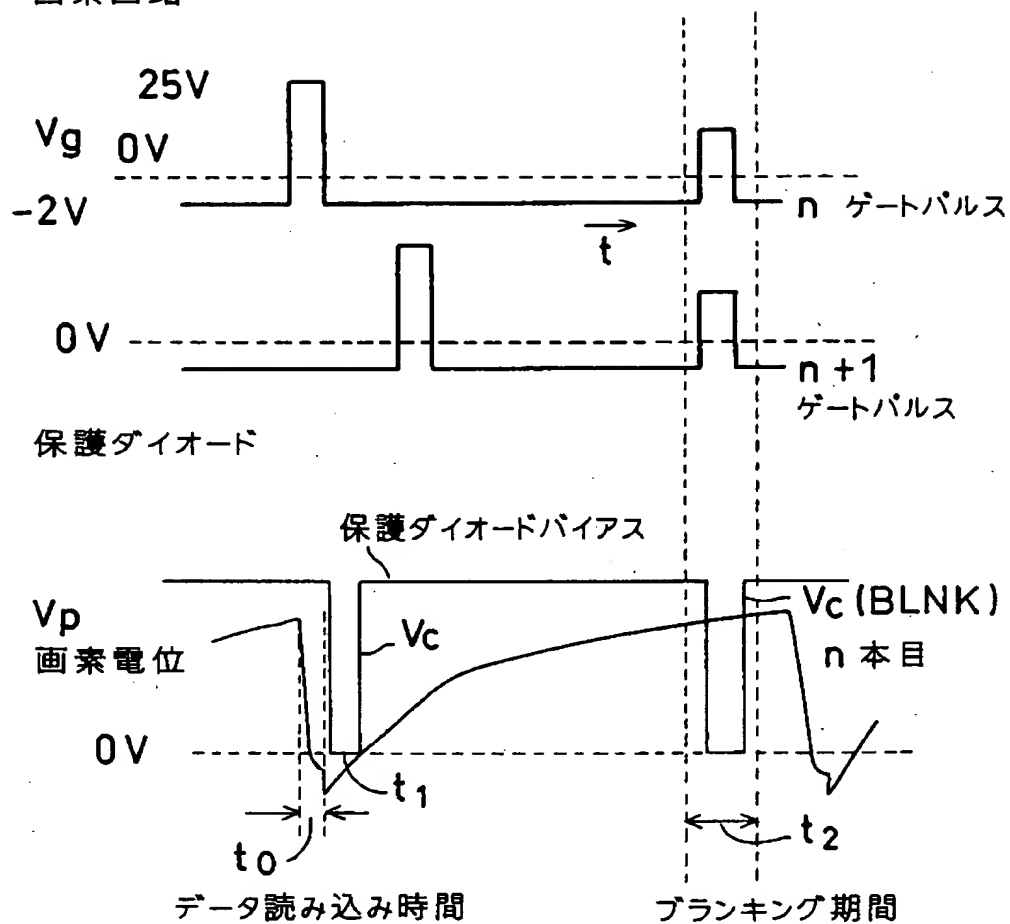 画素回路
25V
Vg
0V
-2V
n ゲートパルス
t
0V
n+1
ゲートパルス
保護ダイオード
保護ダイオードバイアス
Vp
画素電位
Vc
Vc(BLNK)
n 本目
0V
t1
t0
t2
データ読み込み時間
ブランキング期間